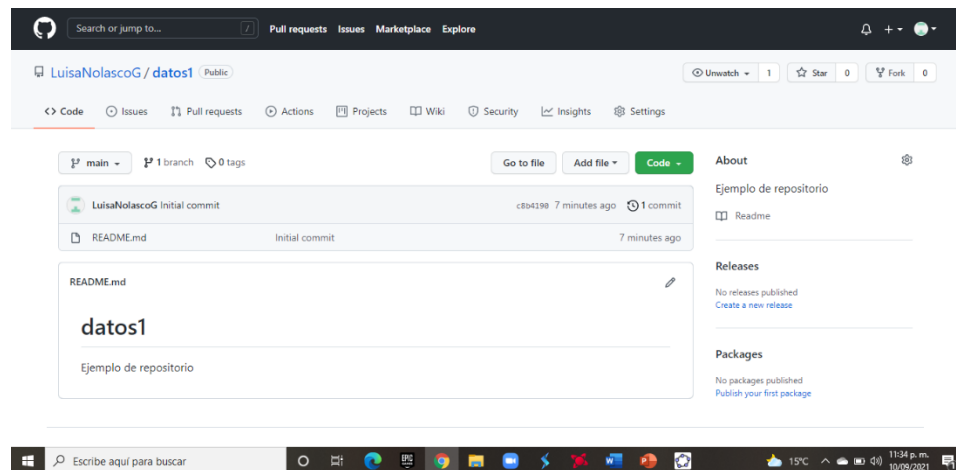 Search or jump to... / Pull requests Issues Marketplace Explore
LuisaNolascoG / datos1 Public Unwatch 1 Star 0 Fork 0
<> Code Issues Pull requests Actions Projects Wiki Security Insights Settings
main 1 branch 0 tags Go to file Add file Code
LuisaNolascoG Initial commit c8b4198 7 minutes ago 1 commit
README.md Initial commit 7 minutes ago
README.md
datos1
Ejemplo de repositorio
About
Ejemplo de repositorio
Readme
Releases
No releases published
Create a new release
Packages
No packages published
Publish your first package
Escribe aquí para buscar EPIC 15°C 11:34 p. m.
10/09/2021